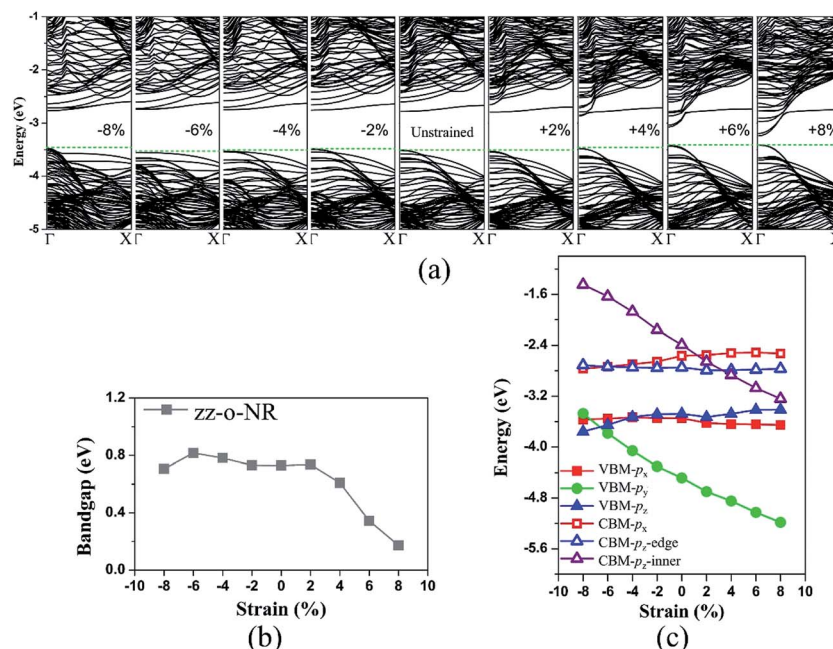 -1
-2
-3
-4
-5
Energy (eV)
-8% -6% -4% -2% Unstrained +2% +4% +6% +8%
Γ X Γ X Γ X Γ X Γ X Γ X Γ X Γ X Γ X
(a)
1.2
0.8
0.4
0.0
Bandgap (eV)
zz-o-NR
-10 -8 -6 -4 -2 0 2 4 6 8 10
Strain (%)
(b)
-1.6
-2.4
-3.2
-4.0
-4.8
-5.6
Energy (eV)
VBM-px
VBM-py
VBM-pz
CBM-px
CBM-pz-edge
CBM-pz-inner
-10 -8 -6 -4 -2 0 2 4 6 8 10
Strain (%)
(c)